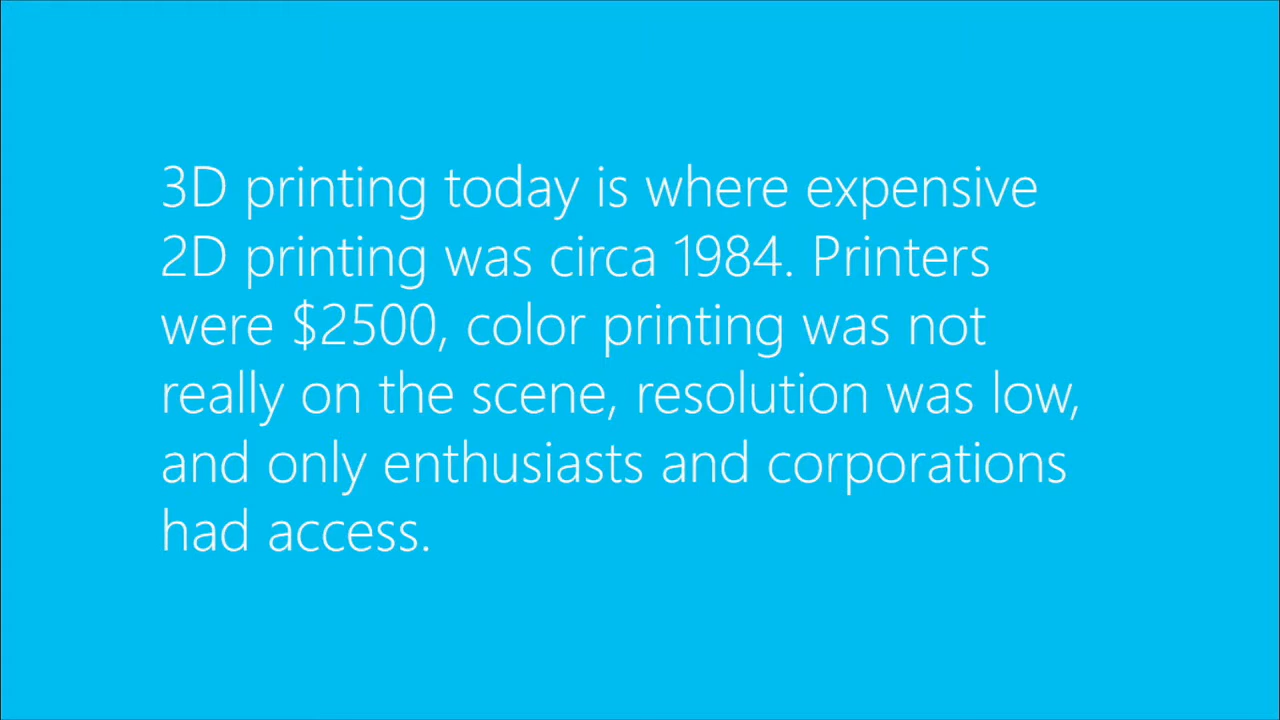 3D printing today is where expensive
2D printing was circa 1984. Printers
were $2500, color printing was not
really on the scene, resolution was low,
and only enthusiasts and corporations
had access.